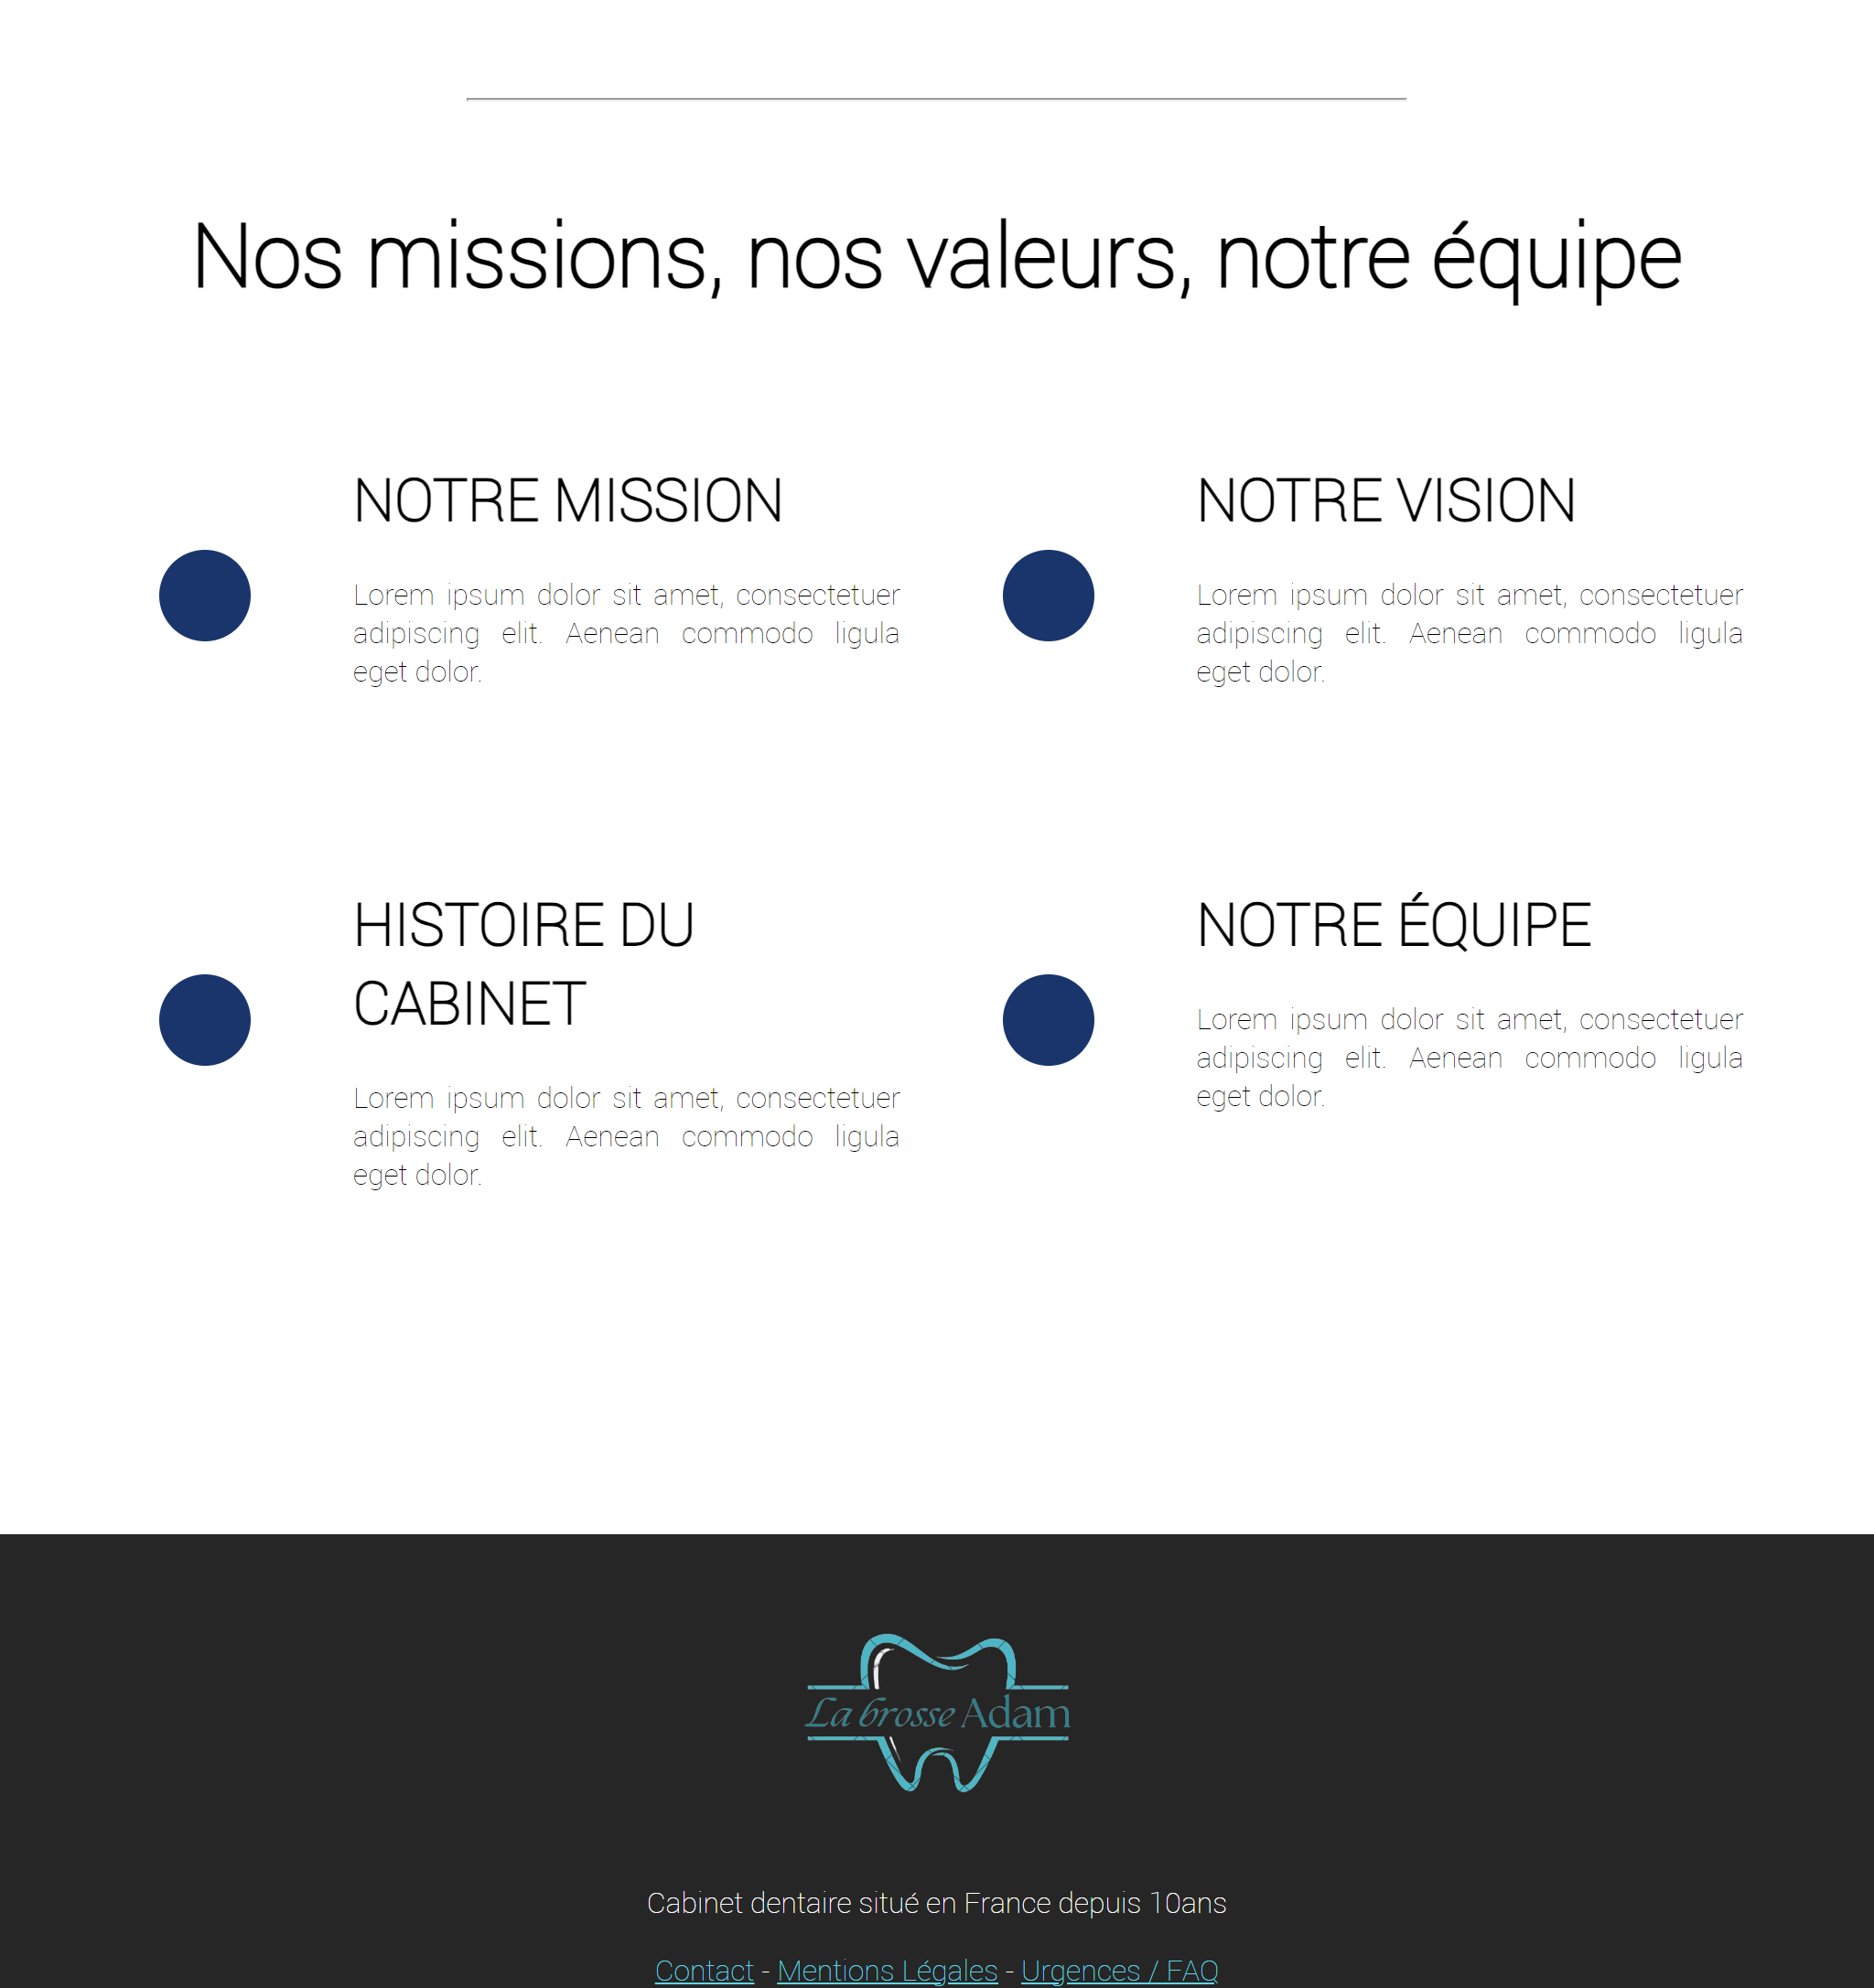 Nos missions, nos valeurs, notre équipe
NOTRE MISSION
Lorem ipsum dolor sit amet, consectetuer
adipiscing elit. Aenean commodo ligula
eget dolor.
NOTRE VISION
Lorem ipsum dolor sit amet, consectetuer
adipiscing elit. Aenean commodo ligula
eget dolor.
HISTOIRE DU
CABINET
Lorem ipsum dolor sit amet, consectetuer
adipiscing elit. Aenean commodo ligula
eget dolor.
NOTRE ÉQUIPE
Lorem ipsum dolor sit amet, consectetuer
adipiscing elit. Aenean commodo ligula
eget dolor.
La brosse Adam
Cabinet dentaire situé en France depuis 10ans
Contact - Mentions Légales - Urgences / FAQ